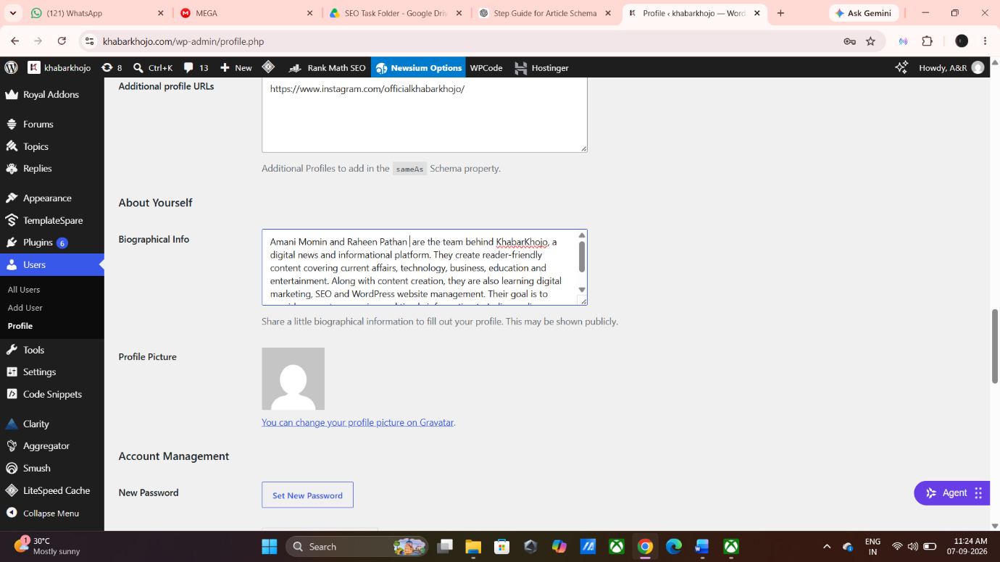 (121) WhatsApp
MEGA
SEO Task Folder - Google Driv
Step Guide for Article Schema
Profile ‹ khabarkhojo — Word
Ask Gemini
khabarkhojo.com/wp-admin/profile.php
khabarkhojo
8
Ctrl+K
13
New
Rank Math SEO
Newsium Options
WPCode
Hostinger
Howdy, A&R
Royal Addons
Forums
Topics
Replies
Appearance
TemplateSpare
Plugins 6
Users
All Users
Add User
Profile
Tools
Settings
Code Snippets
Clarity
Aggregator
Smush
LiteSpeed Cache
Collapse Menu
Additional profile URLs
https://www.instagram.com/officialkhabarkhojo/
Additional Profiles to add in the sameAs Schema property.
About Yourself
Biographical Info
Amani Momin and Raheen Pathan are the team behind KhabarKhojo, a
digital news and informational platform. They create reader-friendly
content covering current affairs, technology, business, education and
entertainment. Along with content creation, they are also learning digital
marketing, SEO and WordPress website management. Their goal is to
Share a little biographical information to fill out your profile. This may be shown publicly.
Profile Picture
You can change your profile picture on Gravatar.
Account Management
New Password
Set New Password
Agent
1
30°C
Mostly sunny
Search
ENG
IN
11:24 AM
07-09-2026